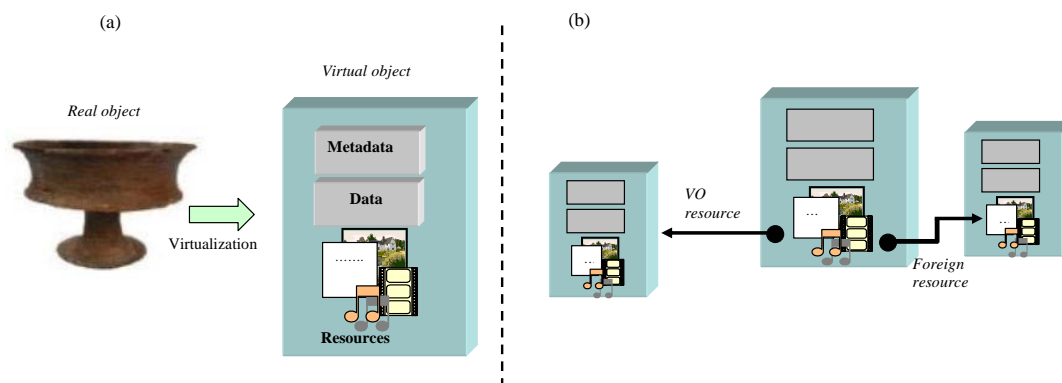 (a)
Real object
Virtualization
Virtual object
Metadata
Data
.......
Resources
(b)
VO
resource
...
...
...
Foreign
resource